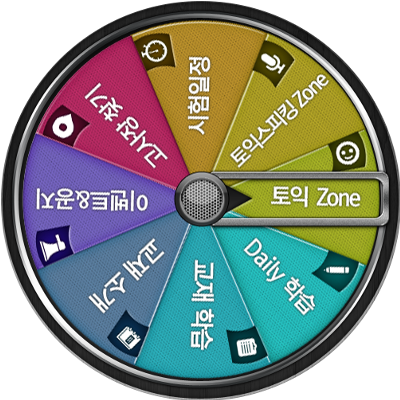 토익 Zone
Daily 학습
교재 학습
교재 소개
이벤트&공지
고사장 찾기
시험일정
토익스피킹 Zone